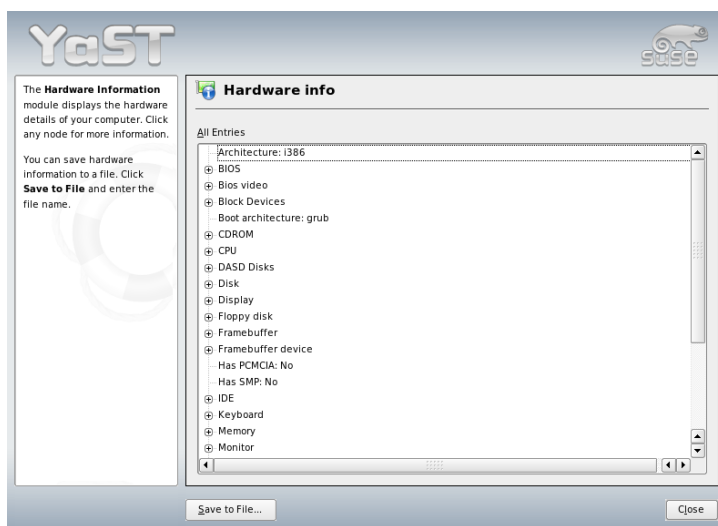 YaST
SUSE
The Hardware Information
module displays the hardware
details of your computer. Click
any node for more information.
You can save hardware
information to a file. Click
Save to File and enter the
file name.
Hardware info
All Entries
Architecture: i386
BIOS
Bios video
Block Devices
Boot architecture: grub
CDROM
CPU
DASD Disks
Disk
Display
Floppy disk
Framebuffer
Framebuffer device
Has PCMCIA: No
Has SMP: No
IDE
Keyboard
Memory
Monitor
Save to File...
Close